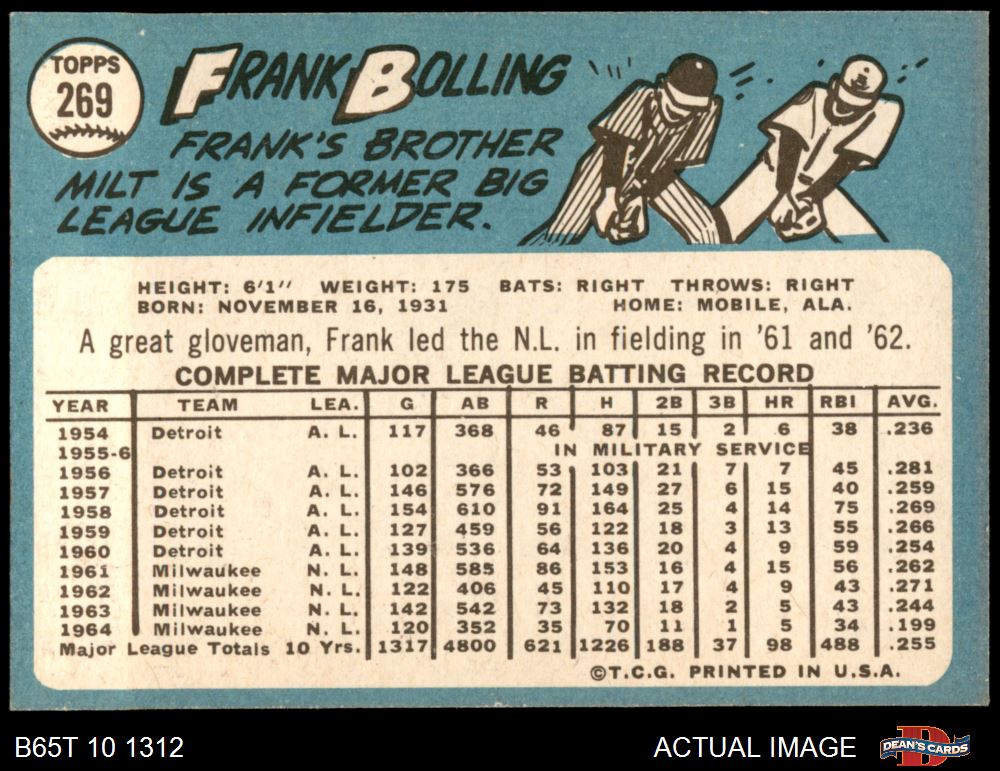 TOPPS
269
FRANK BOLLING
FRANK'S BROTHER
MILT IS A FORMER BIG
LEAGUE INFIELDER.
HEIGHT: 6'1" WEIGHT: 175 BATS: RIGHT THROWS: RIGHT
BORN: NOVEMBER 16, 1931 HOME: MOBILE, ALA.
A great gloveman, Frank led the N.L. in fielding in '61 and '62.
COMPLETE MAJOR LEAGUE BATTING RECORD
YEAR TEAM LEA. G AB R H 2B 3B HR RBI AVG.
1954 Detroit A. L. 117 368 46 87 15 2 6 38 .236
1955-6 IN MILITARY SERVICE
1956 Detroit A. L. 102 366 53 103 21 7 7 45 .281
1957 Detroit A. L. 146 576 72 149 27 6 15 40 .259
1958 Detroit A. L. 154 610 91 164 25 4 14 75 .269
1959 Detroit A. L. 127 459 56 122 18 3 13 55 .266
1960 Detroit A. L. 139 536 64 136 20 4 9 59 .254
1961 Milwaukee N. L. 148 585 86 153 16 4 15 56 .262
1962 Milwaukee N. L. 122 406 45 110 17 4 9 43 .271
1963 Milwaukee N. L. 142 542 73 132 18 2 5 43 .244
1964 Milwaukee N. L. 120 352 35 70 11 1 5 34 .199
Major League Totals 10 Yrs. 1317 4800 621 1226 188 37 98 488 .255
©T.C.G. PRINTED IN U.S.A.
B65T 10 1312 ACTUAL IMAGE DEAN'S CARDS